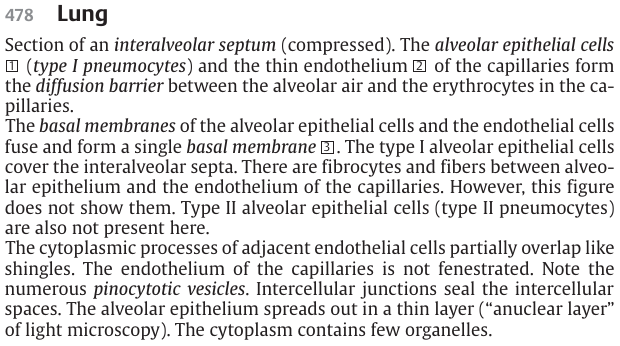 478 Lung
Section of an interalveolar septum (compressed). The alveolar epithelial cells
1 (type I pneumocytes) and the thin endothelium 2 of the capillaries form
the diffusion barrier between the alveolar air and the erythrocytes in the ca-
pillaries.
The basal membranes of the alveolar epithelial cells and the endothelial cells
fuse and form a single basal membrane 3. The type I alveolar epithelial cells
cover the interalveolar septa. There are fibrocytes and fibers between alveo-
lar epithelium and the endothelium of the capillaries. However, this figure
does not show them. Type II alveolar epithelial cells (type II pneumocytes)
are also not present here.
The cytoplasmic processes of adjacent endothelial cells partially overlap like
shingles. The endothelium of the capillaries is not fenestrated. Note the
numerous pinocytotic vesicles. Intercellular junctions seal the intercellular
spaces. The alveolar epithelium spreads out in a thin layer (“anuclear layer”
of light microscopy). The cytoplasm contains few organelles.